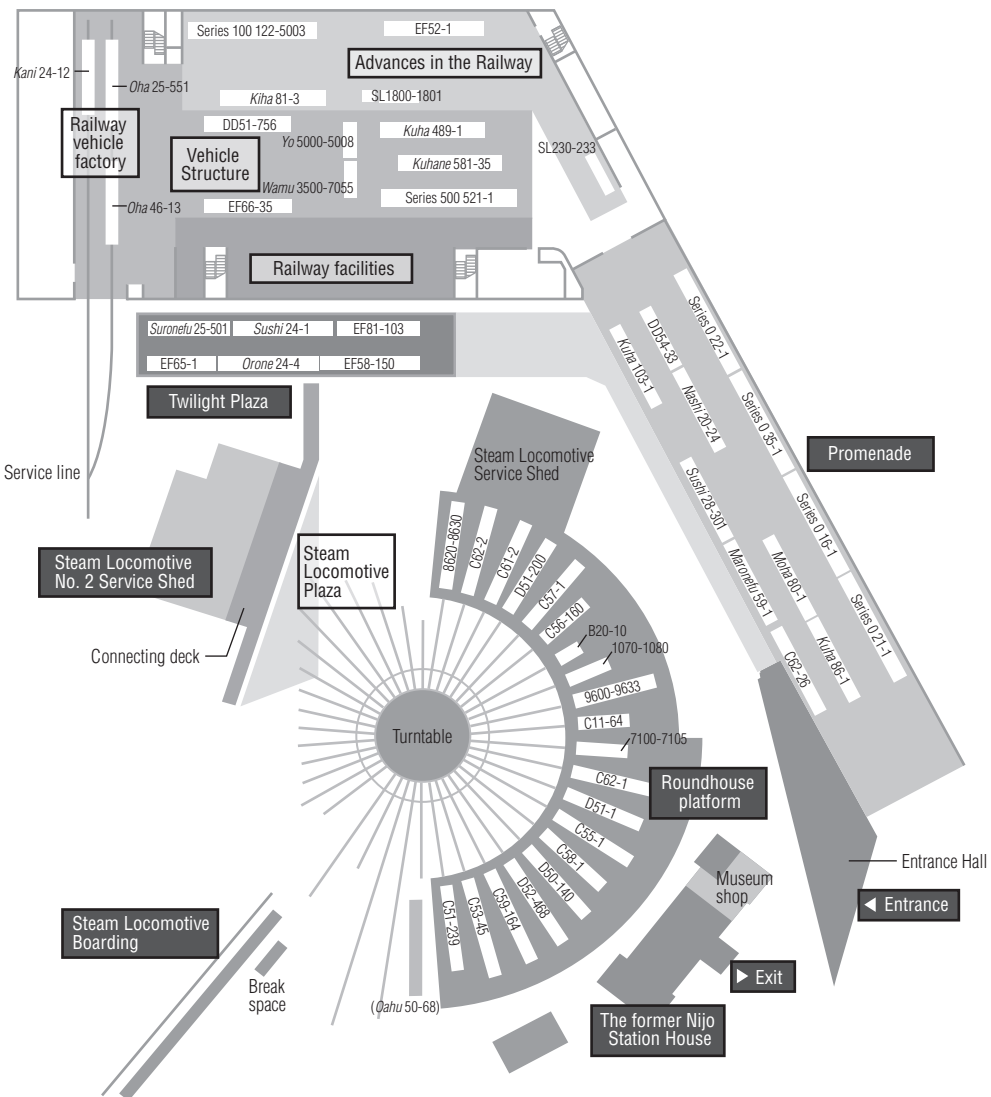 Series 100 122-5003
EF52-1
Advances in the Railway
Kani 24-12
Oha 25-551
Kiha 81-3
SL1800-1801
Railway
vehicle
factory
DD51-756
Yo 5000-5008
Kuha 489-1
SL230-233
Vehicle
Structure
Kuhane 581-35
Wamu 3500-7055
Series 500 521-1
Oha 46-13
EF66-35
Railway facilities
Suronefu 25-501
Sushi 24-1
EF81-103
EF65-1
Orone 24-4
EF58-150
Twilight Plaza
Series 0 22-1
DD54-33
Kuha 103-1
Nashi 20-24
Series 0 35-1
Promenade
Sushi 28-301
Series 0 16-1
Maronefu 59-1
Moha 80-1
Series 0 21-1
Kuha 86-1
C62-26
Service line
Steam Locomotive
Service Shed
Steam Locomotive
No. 2 Service Shed
Steam
Locomotive
Plaza
Connecting deck
8620-8630
C62-2
C61-2
D51-200
C57-1
C56-160
B20-10
1070-1080
9600-9633
C11-64
7100-7105
Turntable
C62-1
Roundhouse
platform
D51-1
C55-1
C58-1
D50-140
D52-468
C59-164
C53-45
C51-239
Museum
shop
Entrance Hall
Entrance
Steam Locomotive
Boarding
Break
space
(Oahu 50-68)
Exit
The former Nijo
Station House